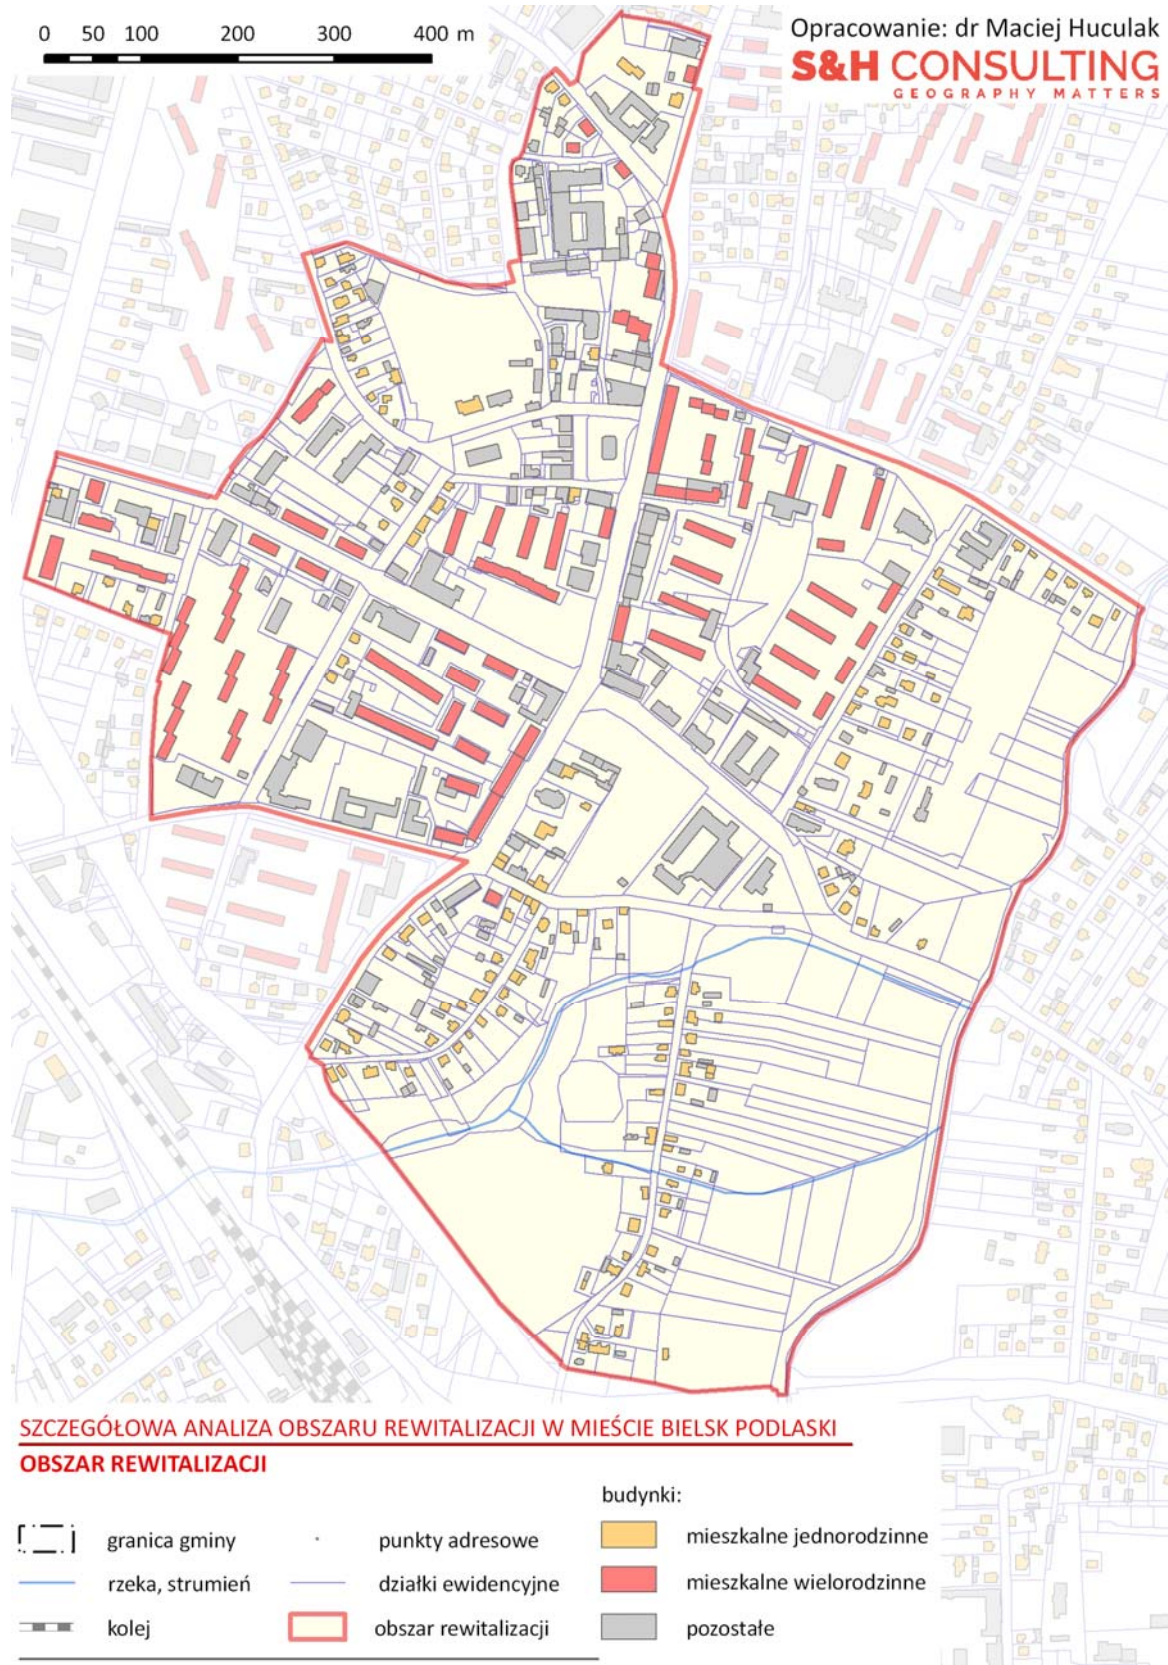 0 50 100 200 300 400 m
Opracowanie: dr Maciej Huculak
S&H CONSULTING
GEOGRAPHY MATTERS
SZCZEGÓŁOWA ANALIZA OBSZARU REWITALIZACJI W MIEŚCIE BIELSK PODLASKI
OBSZAR REWITALIZACJI
budynki:
granica gminy
punkty adresowe
mieszkalne jednorodzinne
rzeka, strumień
działki ewidencyjne
mieszkalne wielorodzinne
kolej
obszar rewitalizacji
pozostałe